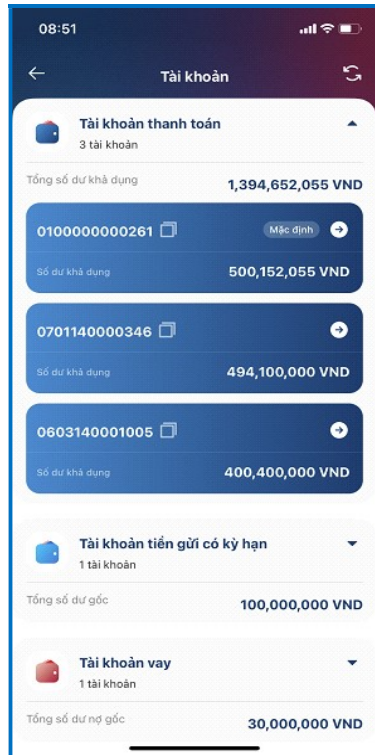 08:51
Tài khoản
Tài khoản thanh toán
3 tài khoản
Tổng số dư khả dụng
1,394,652,055 VND
0100000000261
Mặc định
Số dư khả dụng
500,152,055 VND
0701140000346
Số dư khả dụng
494,100,000 VND
0603140001005
Số dư khả dụng
400,400,000 VND
Tài khoản tiền gửi có kỳ hạn
1 tài khoản
Tổng số dư gốc
100,000,000 VND
Tài khoản vay
1 tài khoản
Tổng số dư nợ gốc
30,000,000 VND